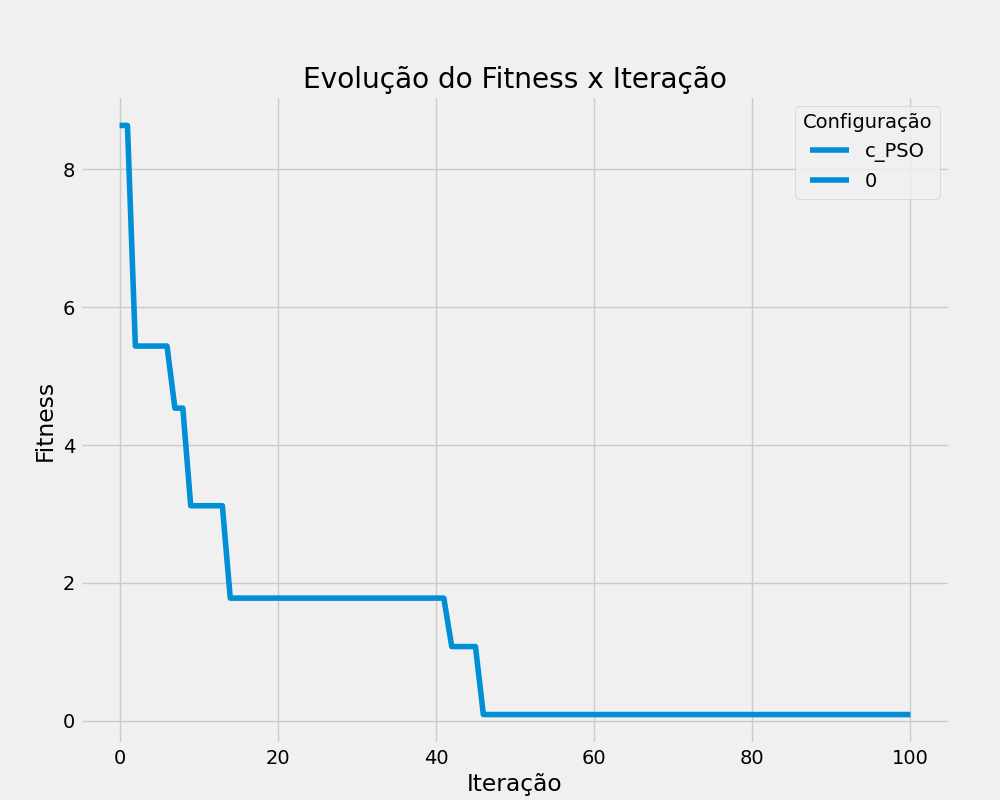 Evolução do Fitness x Iteração
Configuração
c_PSO
0
Fitness
8
6
4
2
0
0 20 40 60 80 100
Iteração